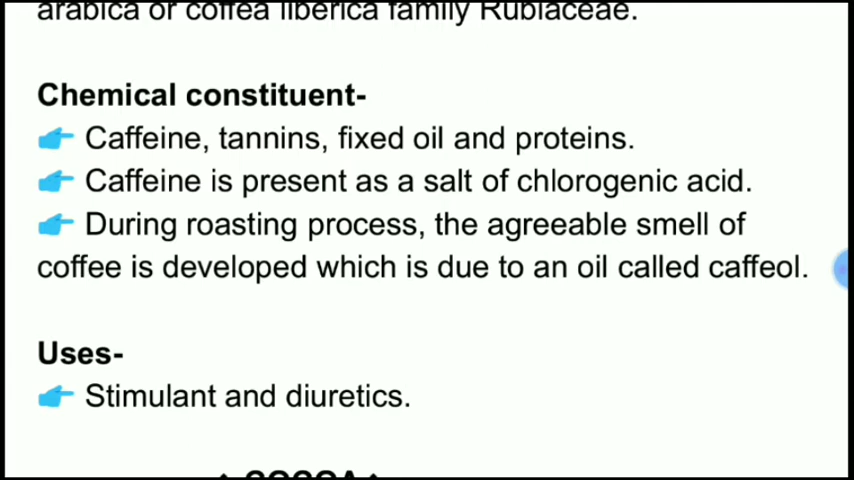 arabica or coffea liberica family Rubiaceae.
Chemical constituent-
Caffeine, tannins, fixed oil and proteins.
Caffeine is present as a salt of chlorogenic acid.
During roasting process, the agreeable smell of
coffee is developed which is due to an oil called caffeol.
Uses-
Stimulant and diuretics.